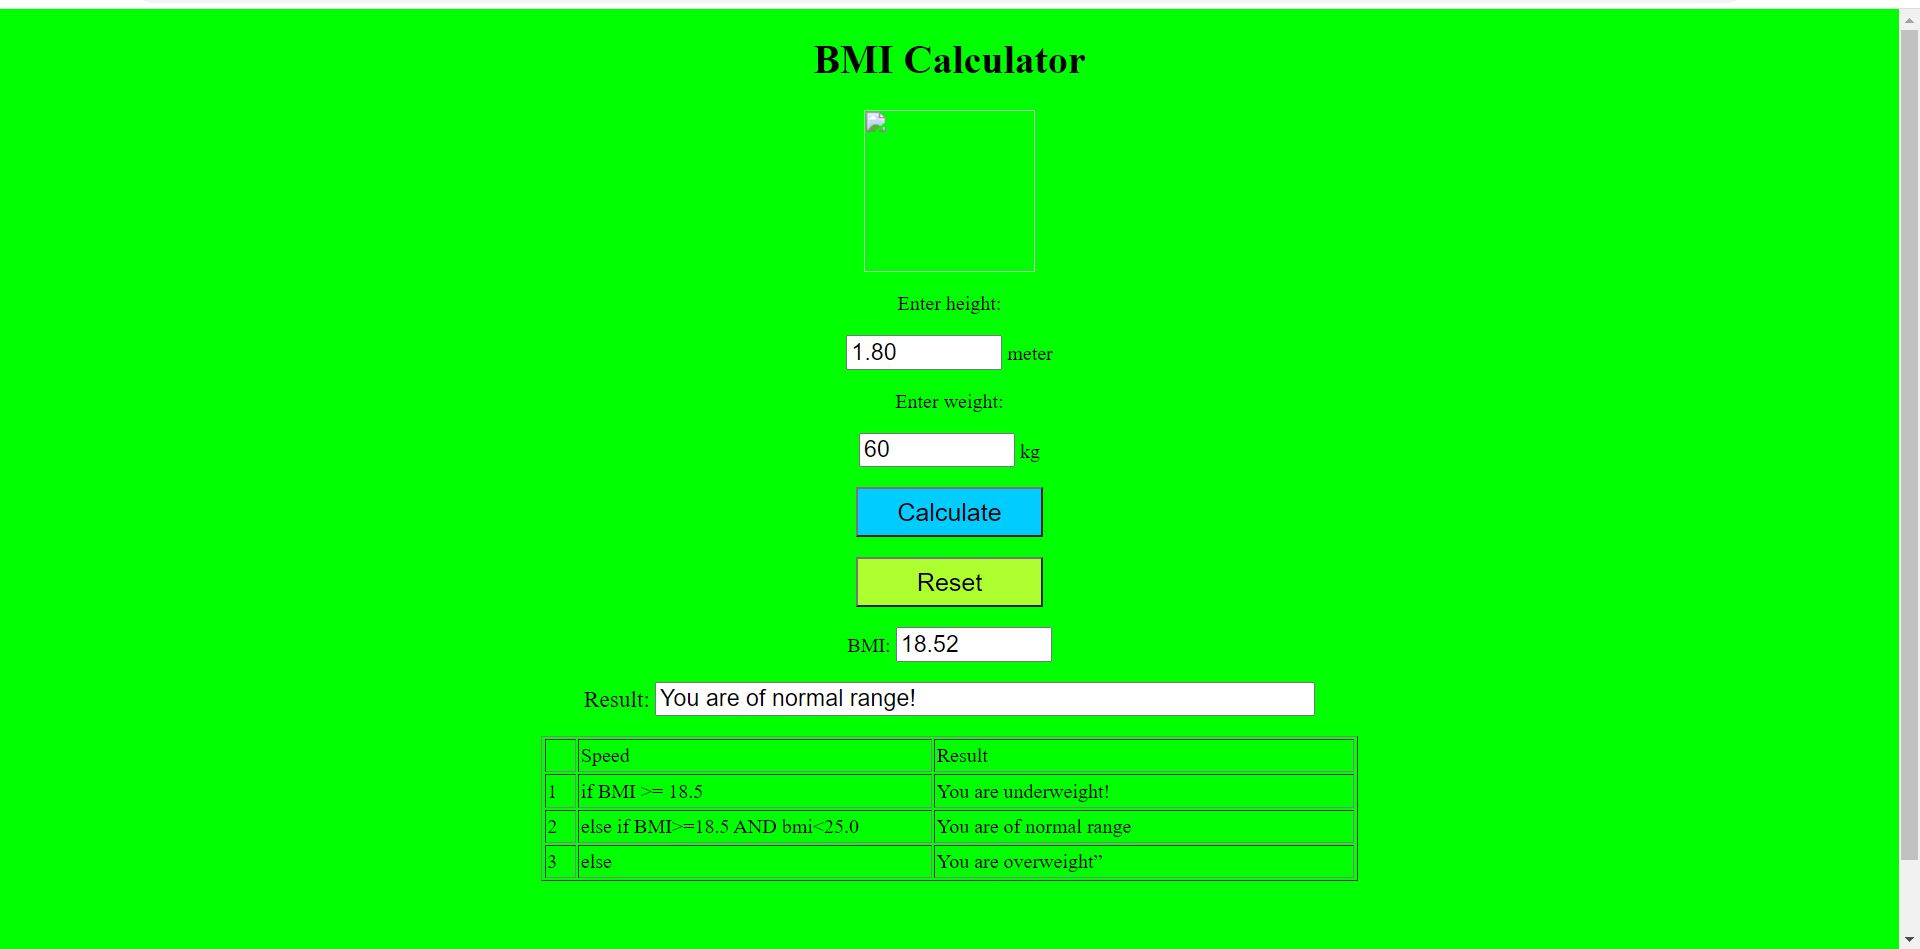 BMI Calculator
Enter height:
1.80 meter
Enter weight:
60 kg
Calculate
Reset
BMI: 18.52
Result: You are of normal range!
Speed Result
1 if BMI >= 18.5 You are underweight!
2 else if BMI>=18.5 AND bmi<25.0 You are of normal range
3 else You are overweight”